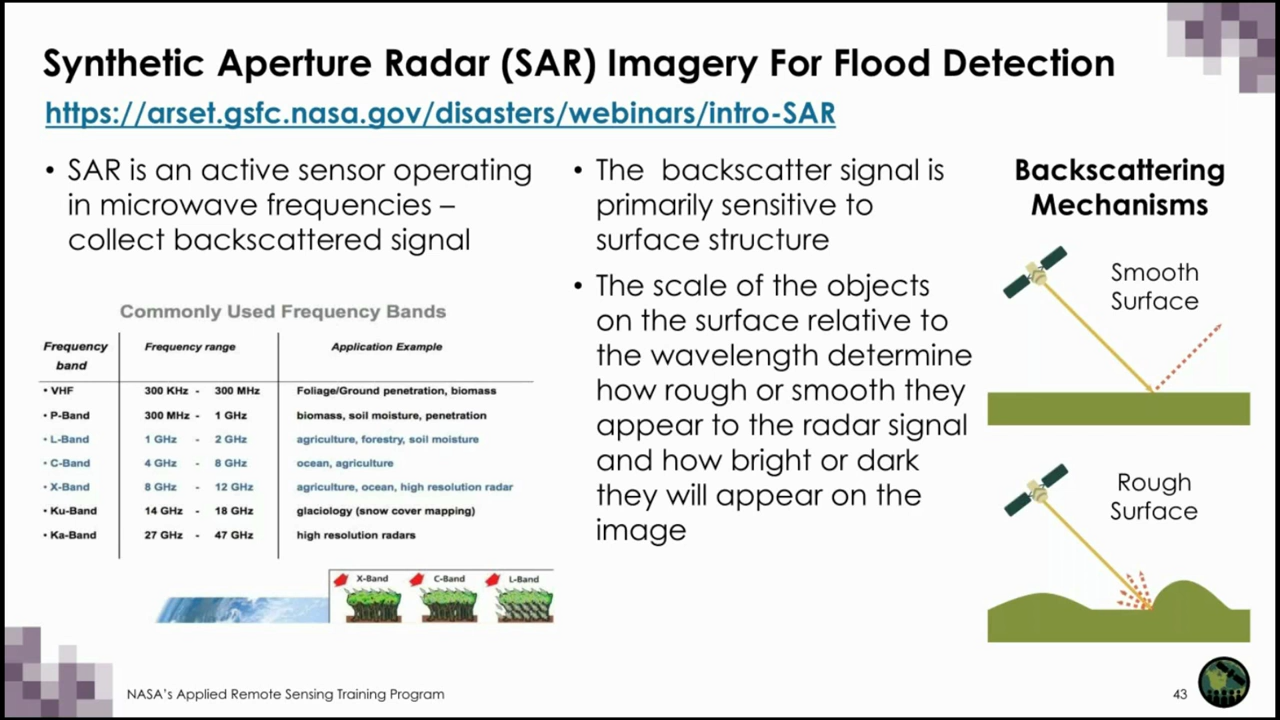 Synthetic Aperture Radar (SAR) Imagery For Flood Detection
https://arset.gsfc.nasa.gov/disasters/webinars/intro-SAR
• SAR is an active sensor operating
in microwave frequencies –
collect backscattered signal
Commonly Used Frequency Bands
Frequency band Frequency range Application Example
• VHF 300 KHz - 300 MHz Foliage/Ground penetration, biomass
• P-Band 300 MHz - 1 GHz biomass, soil moisture, penetration
• L-Band 1 GHz - 2 GHz agriculture, forestry, soil moisture
• C-Band 4 GHz - 8 GHz ocean, agriculture
• X-Band 8 GHz - 12 GHz agriculture, ocean, high resolution radar
• Ku-Band 14 GHz - 18 GHz glaciology (snow cover mapping)
• Ka-Band 27 GHz - 47 GHz high resolution radars
X-Band C-Band L-Band
• The backscatter signal is
primarily sensitive to
surface structure
• The scale of the objects
on the surface relative to
the wavelength determine
how rough or smooth they
appear to the radar signal
and how bright or dark
they will appear on the
image
Backscattering
Mechanisms
Smooth
Surface
Rough
Surface
NASA's Applied Remote Sensing Training Program
43